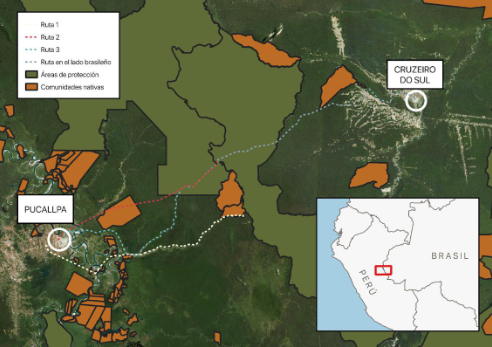 Ruta 1
Ruta 2
Ruta 3
Ruta en el lado brasileño
Áreas de protección
Comunidades nativas
CRUZEIRO
DO SUL
PUCALLPA
BRASIL
PERÚ